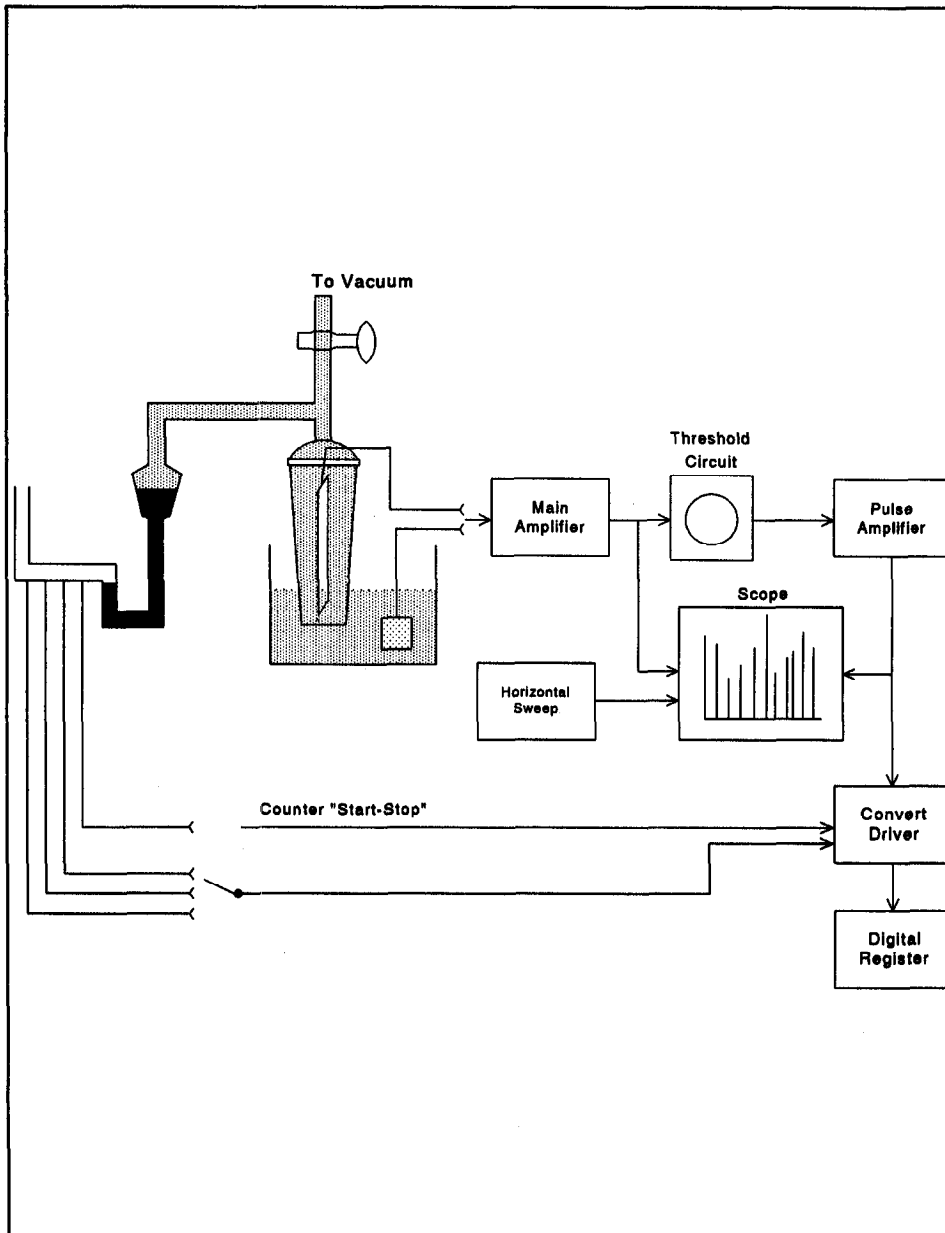 To Vacuum
Threshold
Circuit
Main
Amplifier
Pulse
Amplifier
Scope
Horizontal
Sweep
Counter "Start-Stop"
Convert
Driver
Digital
Register